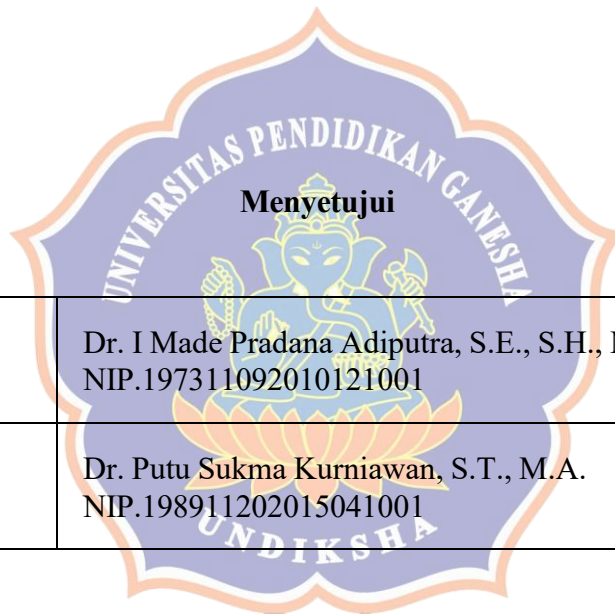 UNIVERSITAS PENDIDIKAN GANESHA
Menyetujui
Dr. I Made Pradana Adiputra, S.E., S.H.,
NIP.197311092010121001
Dr. Putu Sukma Kurniawan, S.T., M.A.
NIP.198911202015041001
UNDIKSHA